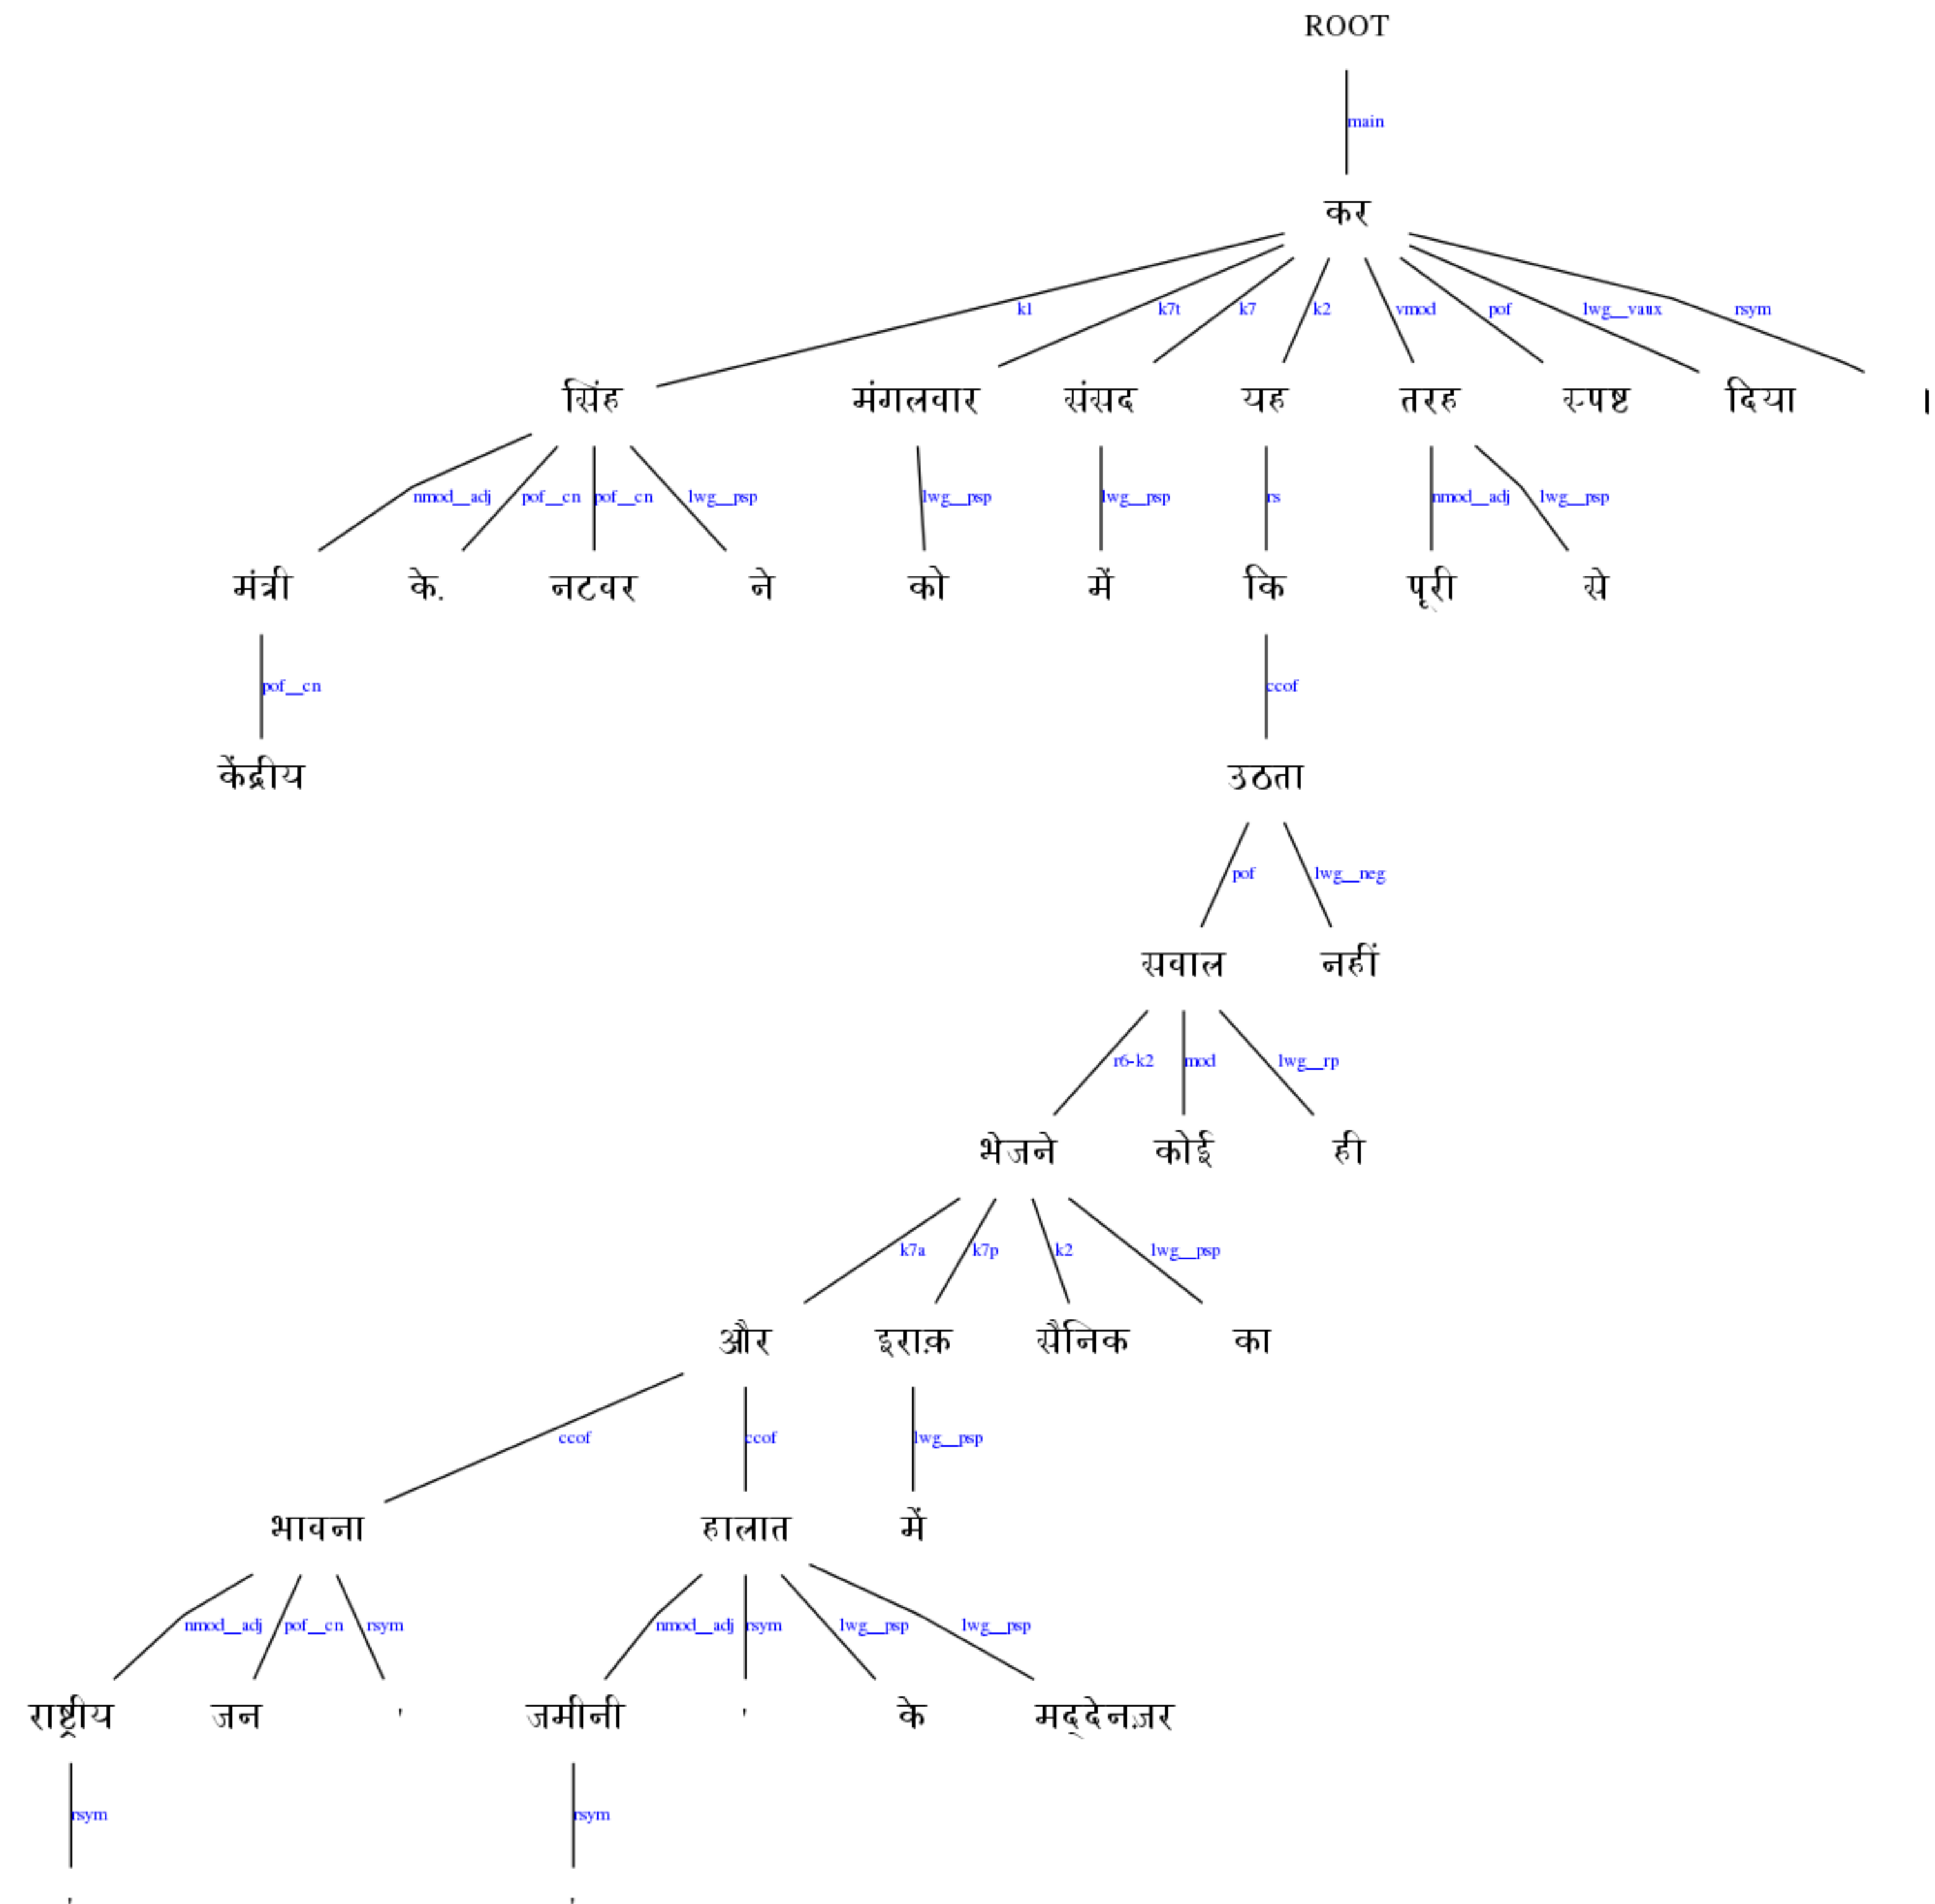 ROOT
main
कर
k1 k7t k7 k2 vmod pof lwg__vaux rsym
सिंह मंगलवार संसद यह तरह स्पष्ट दिया ।
nmod__adj pof__cn pof__cn lwg__psp lwg__psp lwg__psp rs nmod__adj lwg__psp
मंत्री के. नटवर ने को में कि पूरी से
pof__cn ccof
केंद्रीय उठता
pof lwg__neg
सवाल नहीं
r6-k2 mod lwg__rp
भेजने कोई ही
k7a k7p k2 lwg__psp
और इराक़ सैनिक का
ccof ccof lwg__psp
भावना हालात में
nmod__adj pof__cn rsym nmod__adj rsym lwg__psp lwg__psp
राष्ट्रीय जन ' जमीनी ' के मद्देनज़र
rsym rsym
' '